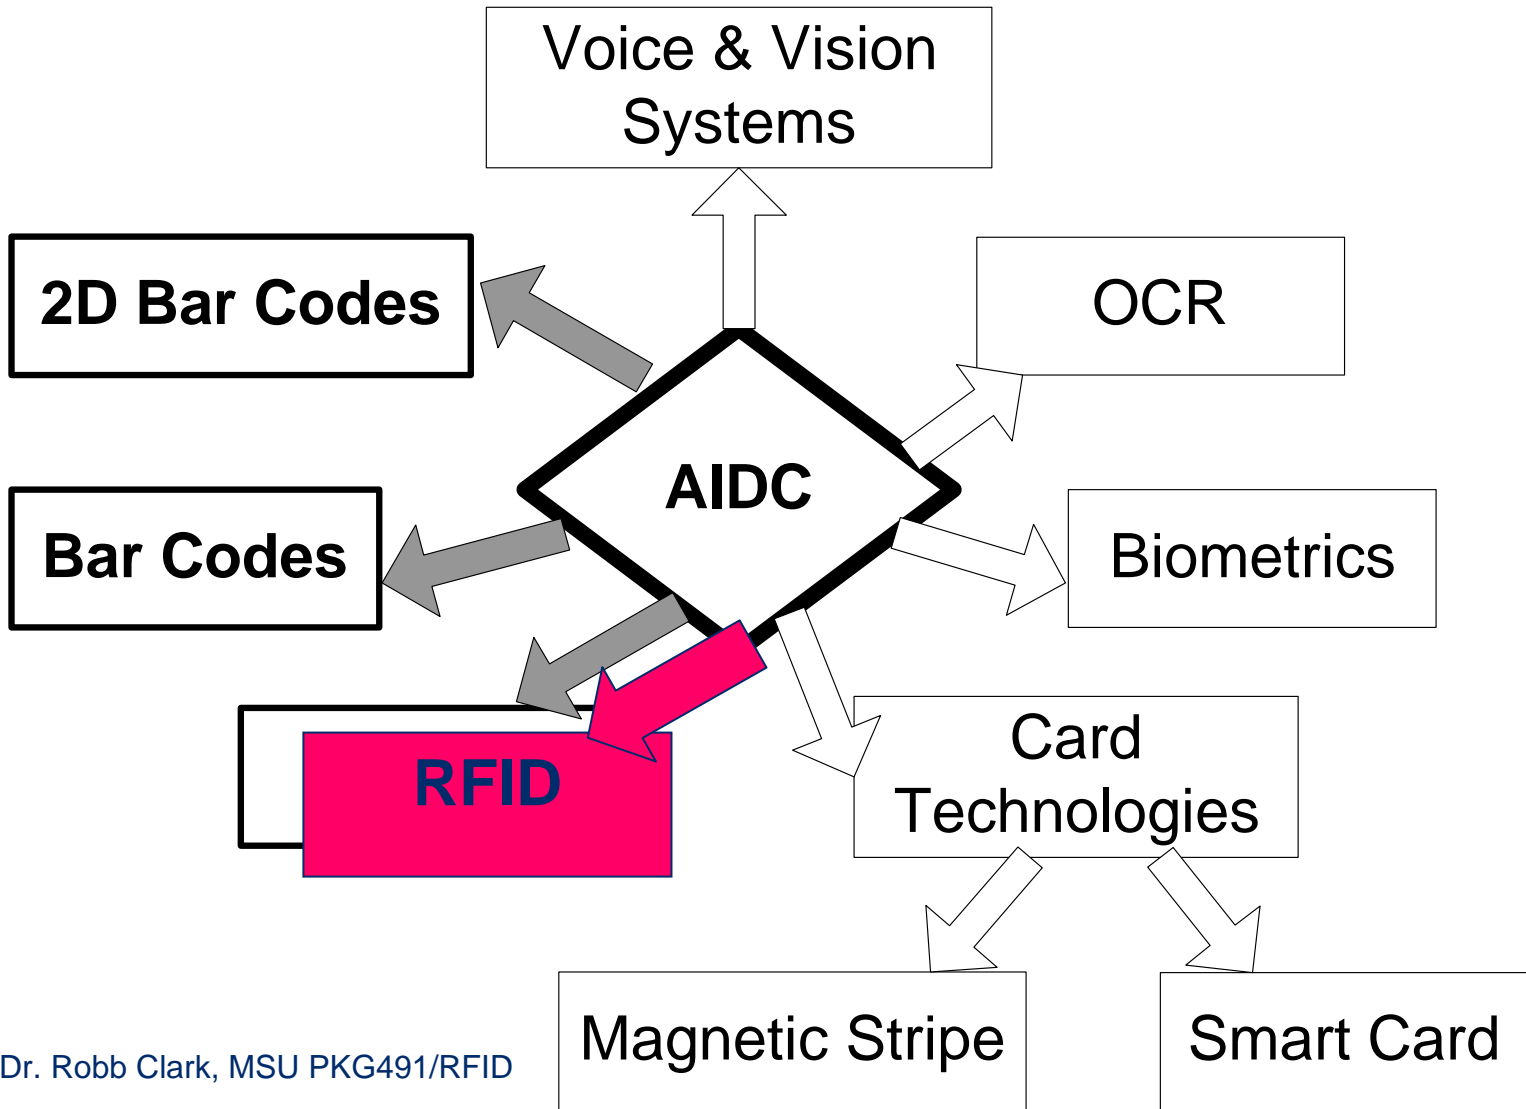 Voice & Vision
Systems
2D Bar Codes
OCR
AIDC
Bar Codes
Biometrics
RFID
Card
Technologies
Magnetic Stripe
Smart Card
Dr. Robb Clark, MSU PKG491/RFID